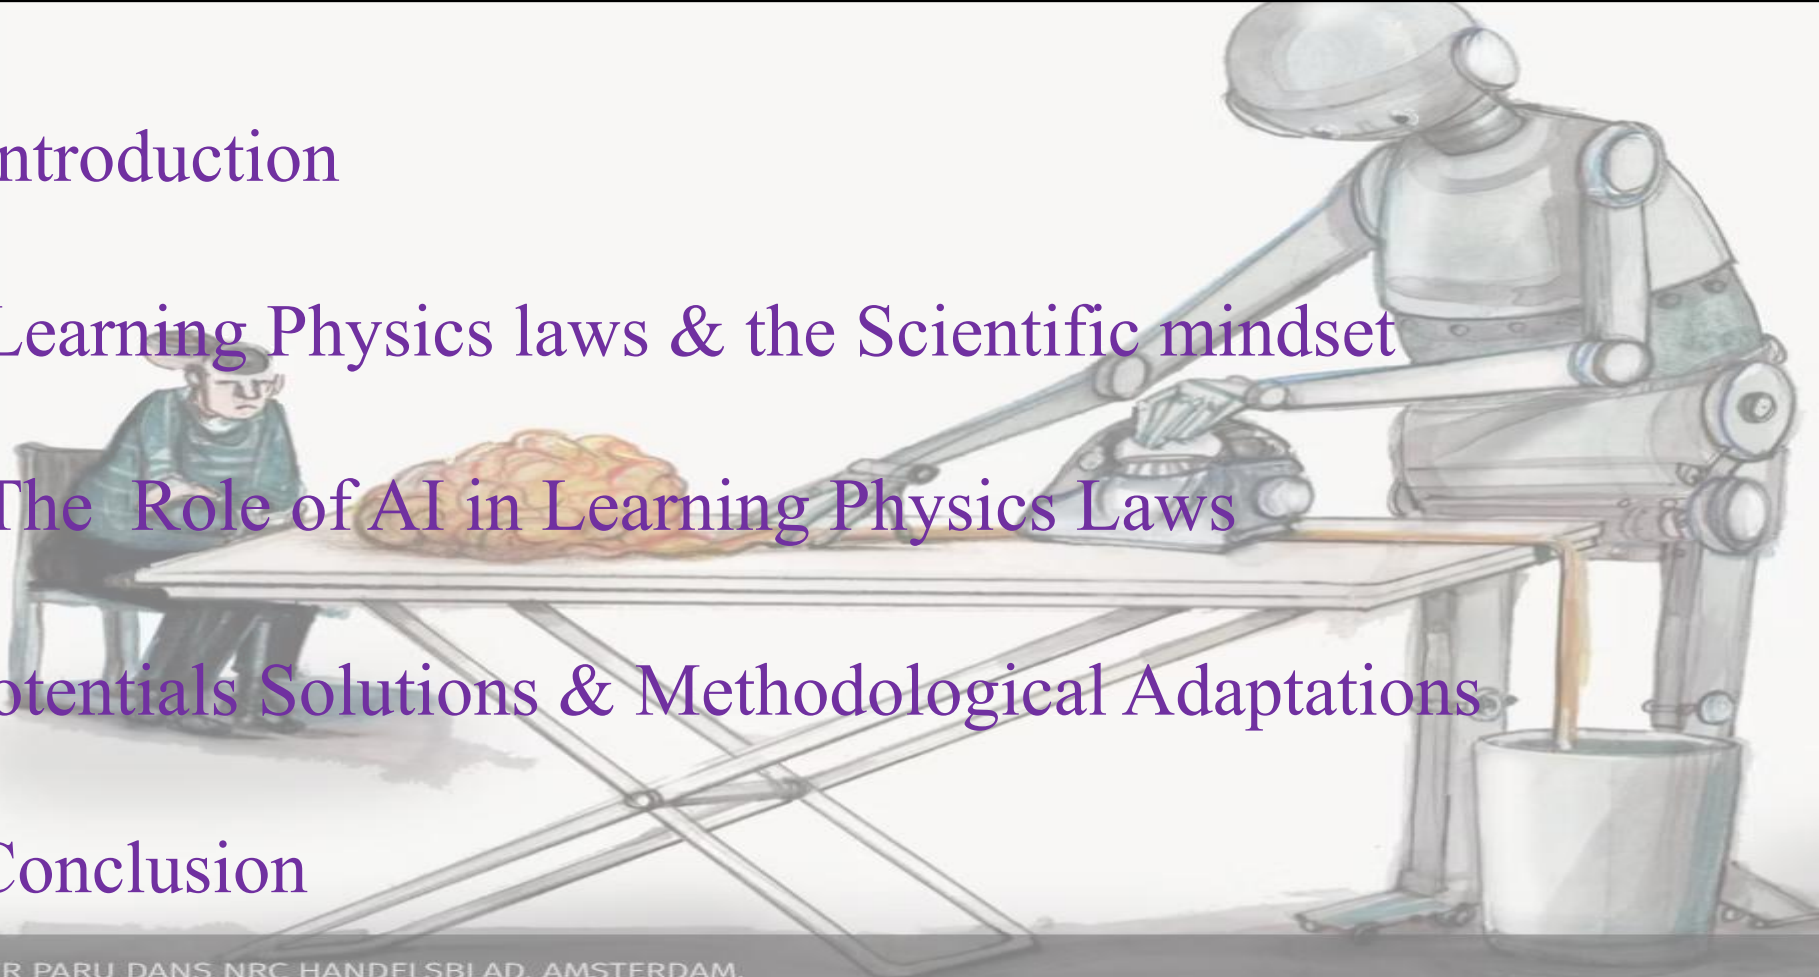 ntroduction
Learning Physics laws & the Scientific mindset
The Role of AI in Learning Physics Laws
otentials Solutions & Methodological Adaptations
Conclusion
R PARU DANS NRC HANDELSBLAD, AMSTERDAM.